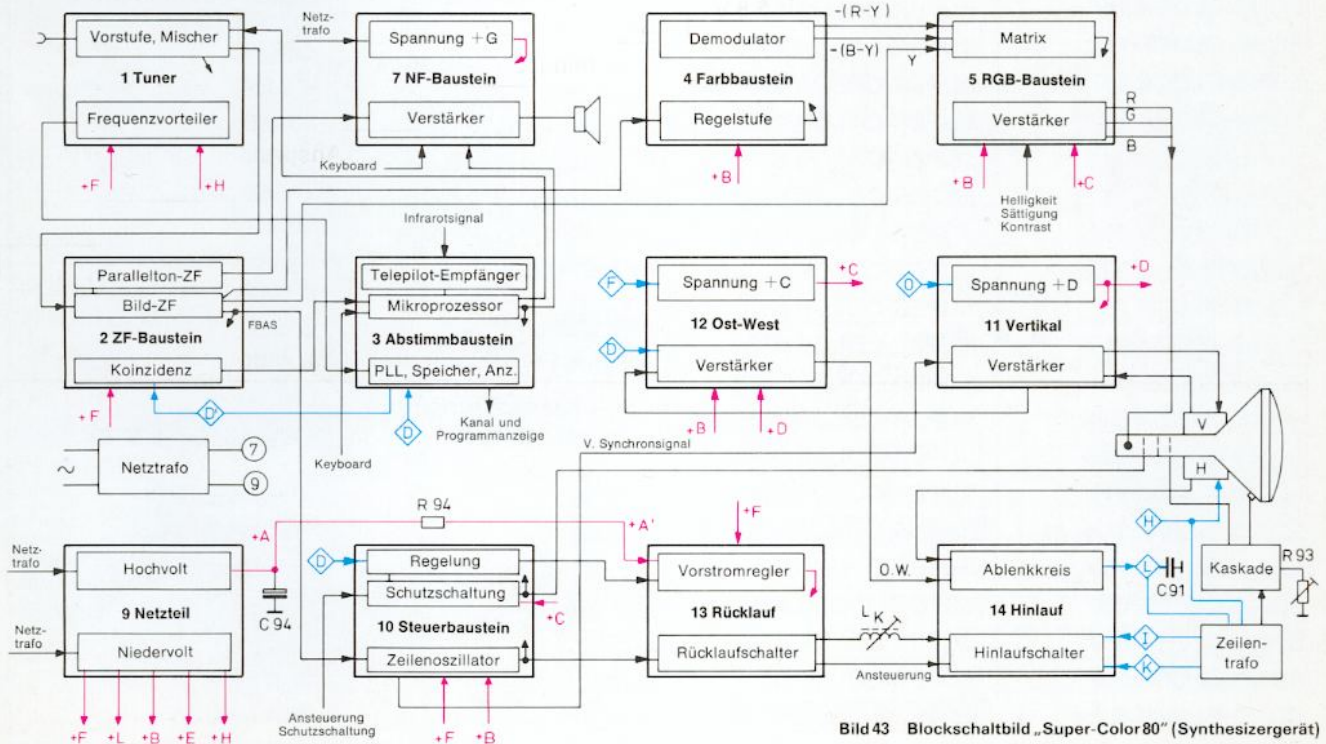 Vorstufe, Mischer
1 Tuner
Frequenzvorteiler
+F
+H
Netz-
trafo
Spannung +G
7 NF-Baustein
Verstärker
Keyboard
Demodulator
4 Farbbaustein
Regelstufe
+B
-(R-Y)
-(B-Y)
Y
Matrix
5 RGB-Baustein
Verstärker
R
G
B
+B
+C
Helligkeit
Sättigung
Kontrast
Parallelton-ZF
Bild-ZF
FBAS
2 ZF-Baustein
Koinzidenz
+F
D'
Infrarotsignal
Telepilot-Empfänger
Mikroprozessor
3 Abstimmbaustein
PLL, Speicher, Anz.
D
Kanal und
Programmanzeige
Keyboard
F
Spannung +C
+C
12 Ost-West
D
Verstärker
+B
+D
O
Spannung +D
+D
11 Vertikal
Verstärker
V
H
Netztrafo
7
9
V. Synchronsignal
R 94
+A
+A'
+F
Netz-
trafo
Hochvolt
9 Netzteil
C 94
Netz-
trafo
Niedervolt
+F
+L
+B
+E
+H
D
Regelung
Schutzschaltung
+C
10 Steuerbaustein
Zeilenoszillator
Ansteuerung
Schutzschaltung
+F
+B
Vorstromregler
13 Rücklauf
Rücklaufschalter
LK
Ansteuerung
O.W.
Ablenkkreis
14 Hinlauf
Hinlaufschalter
H
L
C 91
I
K
Kaskade
R 93
Zeilen-
trafo
Bild 43 Blockschaltbild „Super-Color 80" (Synthesizergerät)